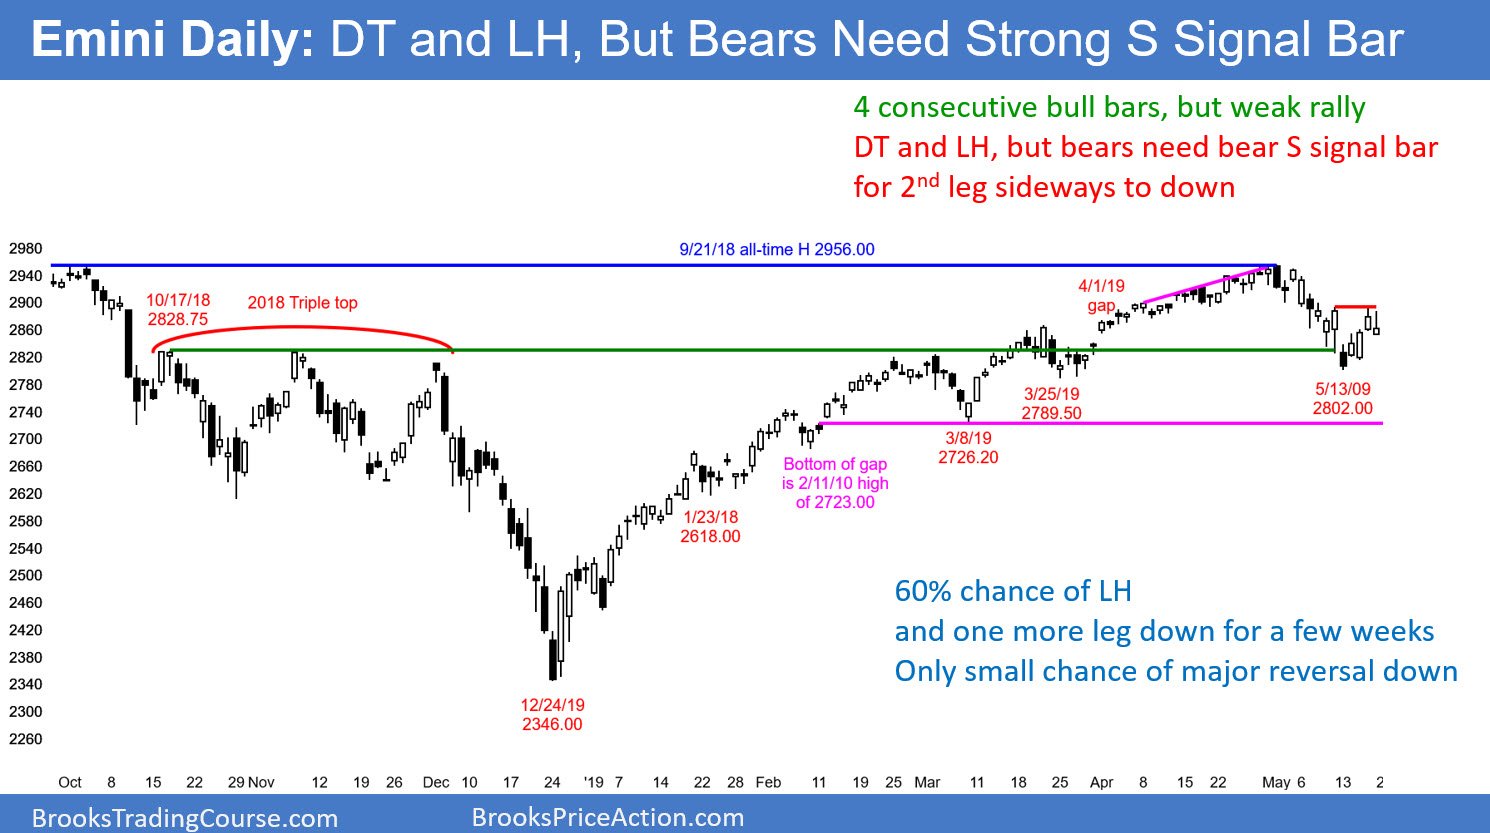 Emini Daily: DT and LH, But Bears Need Strong S Signal Bar
4 consecutive bull bars, but weak rally
DT and LH, but bears need bear S signal bar
for 2nd leg sideways to down
9/21/18 all-time H 2956.00
10/17/18
2828.75
2018 Triple top
4/1/19
gap
3/25/19
2789.50
5/13/09
2802.00
3/8/19
2726.20
Bottom of gap
is 2/11/10 high
of 2723.00
1/23/18
2618.00
12/24/19
2346.00
60% chance of LH
and one more leg down for a few weeks
Only small chance of major reversal down
2980
2940
2900
2860
2820
2780
2740
2700
2660
2620
2580
2540
2500
2460
2420
2380
2340
2300
2260
Oct 8 15 22 29 Nov 12 19 26 Dec 10 17 24 '19 7 14 22 28 Feb 11 19 25 Mar 11 18 25 Apr 8 15 22 May 6 13 2
BrooksTradingCourse.com BrooksPriceAction.com